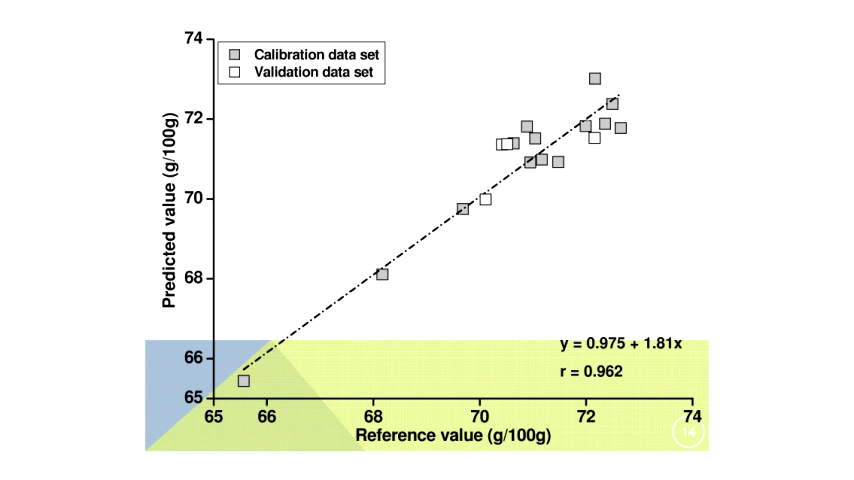 74
Calibration data set
Validation data set
72
70
68
66
65
Predicted value (g/100g)
y = 0.975 + 1.81x
r = 0.962
65 66 68 70 72 74
Reference value (g/100g)
14